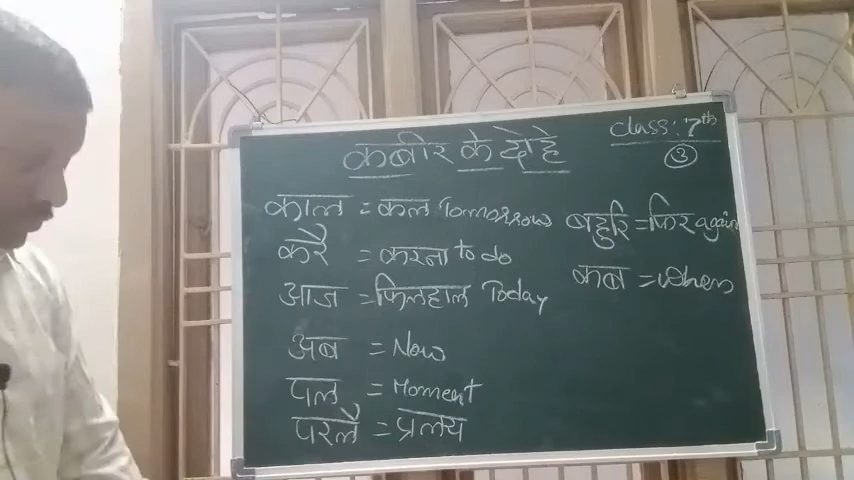 कबीर के दोहे
class: 7th
3
काल = कल Tomorrow
करै = करना to do
आज = फिलहाल Today
अब = Now
पल = Moment
परलै = प्रलय
बहुरि = फिर again
कब = When